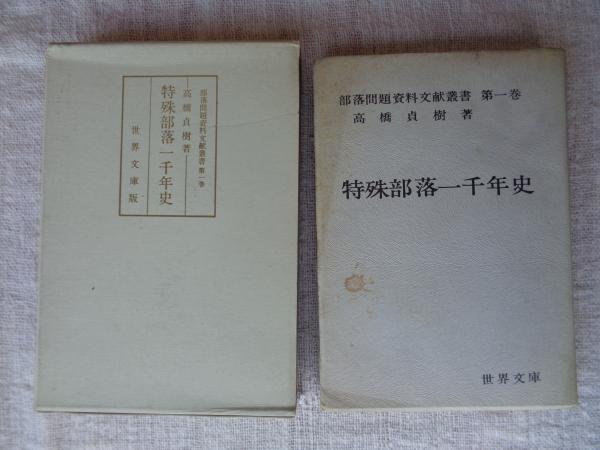 部落問題資料文献叢書 第一巻
高橋貞樹著
特殊部落一千年史
世界文庫版
部落問題資料文献叢書 第一巻
高橋貞樹著
特殊部落一千年史
世界文庫